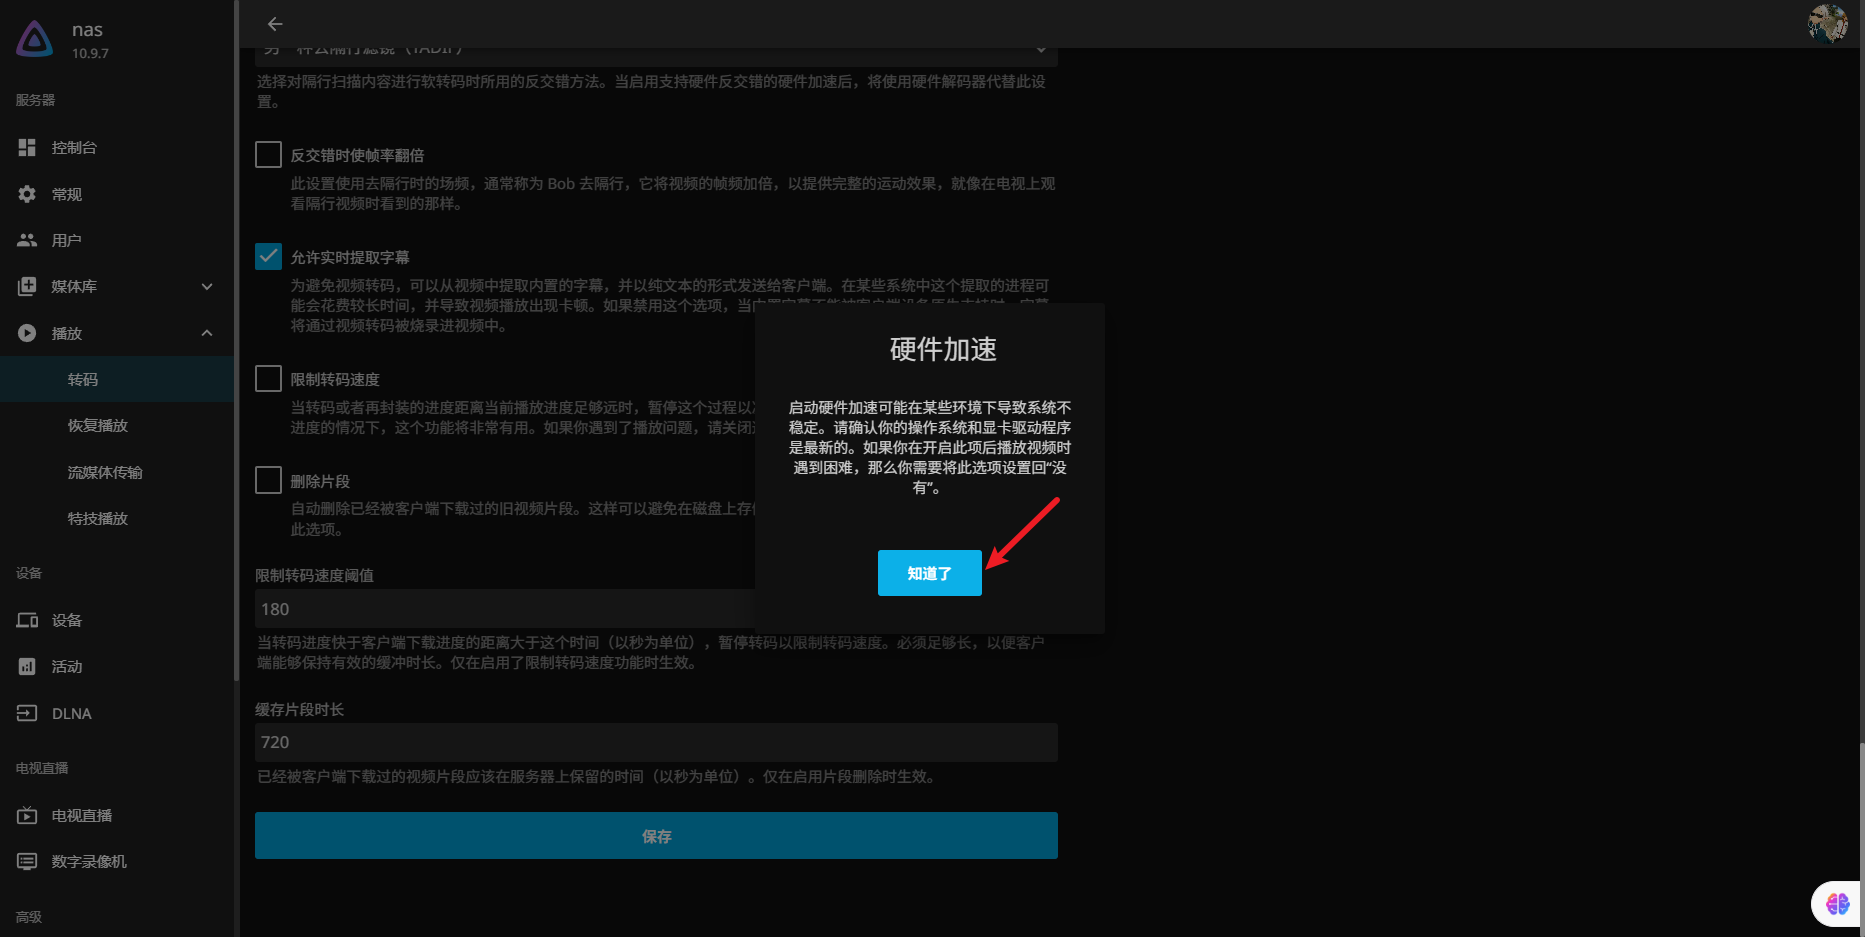 nas
10.9.7
服务器
控制台
常规
用户
媒体库
播放
转码
恢复播放
流媒体传输
特技播放
设备
设备
活动
DLNA
电视直播
电视直播
数字录像机
高级
选择对隔行扫描内容进行软转码时所用的反交错方法。当启用支持硬件反交错的硬件加速后，将使用硬件解码器代替此设
置。
反交错时使帧率翻倍
此设置使用去隔行时的场频，通常称为 Bob 去隔行，它将视频的帧频加倍，以提供完整的运动效果，就像在电视上观
看隔行视频时看到的那样。
允许实时提取字幕
为避免视频转码，可以从视频中提取内置的字幕，并以纯文本的形式发送给客户端。在某些系统中这个提取的进程可
能会花费较长时间，并导致视频播放出现卡顿。如果禁用这个选项，当
将通过视频转码被烧录进视频中。
限制转码速度
当转码或者再封装的进度距离当前播放进度足够远时，暂停这个过程以
进度的情况下，这个功能将非常有用。如果你遇到了播放问题，请关闭
删除片段
自动删除已经被客户端下载过的旧视频片段。这样可以避免在磁盘上存
此选项。
限制转码速度阈值
180
当转码进度快于客户端下载进度的距离大于这个时间（以秒为单位），暂停转码以限制转码速度。必须足够长，以便客户
端能够保持有效的缓冲时长。仅在启用了限制转码速度功能时生效。
缓存片段时长
720
已经被客户端下载过的视频片段应该在服务器上保留的时间（以秒为单位）。仅在启用片段删除时生效。
保存
硬件加速
启动硬件加速可能在某些环境下导致系统不
稳定。请确认你的操作系统和显卡驱动程序
是最新的。如果你在开启此项后播放视频时
遇到困难，那么你需要将此选项设置回“没
有”。
知道了